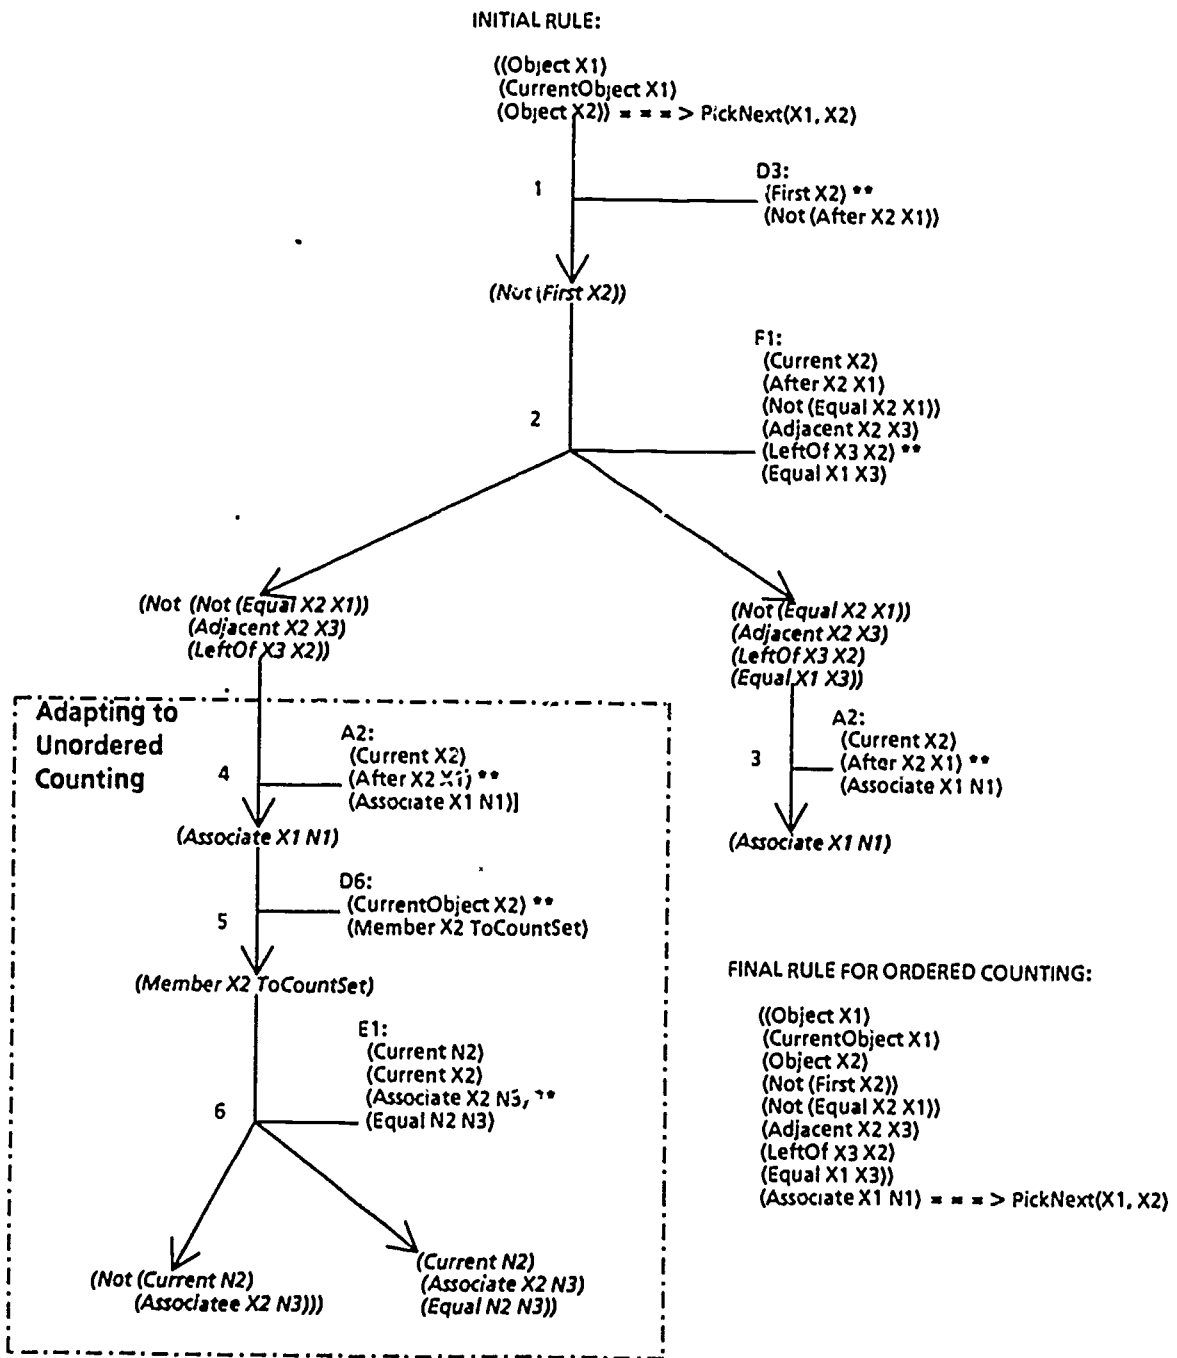 INITIAL RULE:
((Object X1)
(CurrentObject X1)
(Object X2)) = = = > PickNext(X1, X2)
1
D3:
(First X2) **
(Not (After X2 X1))
(Not (First X2))
2
F1:
(Current X2)
(After X2 X1)
(Not (Equal X2 X1))
(Adjacent X2 X3)
(LeftOf X3 X2) **
(Equal X1 X3)
(Not (Not (Equal X2 X1))
(Adjacent X2 X3)
(LeftOf X3 X2))
(Not (Equal X2 X1))
(Adjacent X2 X3)
(LeftOf X3 X2)
(Equal X1 X3))
Adapting to
Unordered
Counting
4
A2:
(Current X2)
(After X2 X1) **
(Associate X1 N1)]
3
A2:
(Current X2)
(After X2 X1) **
(Associate X1 N1)
(Associate X1 N1)
(Associate X1 N1)
5
D6:
(CurrentObject X2) **
(Member X2 ToCountSet)
(Member X2 ToCountSet)
6
E1:
(Current N2)
(Current X2)
(Associate X2 N3, **
(Equal N2 N3)
(Not (Current N2)
(Associatee X2 N3)))
(Current N2)
(Associate X2 N3)
(Equal N2 N3))
FINAL RULE FOR ORDERED COUNTING:
((Object X1)
(CurrentObject X1)
(Object X2)
(Not (First X2))
(Not (Equal X2 X1))
(Adjacent X2 X3)
(LeftOf X3 X2)
(Equal X1 X3))
(Associate X1 N1) = = = > PickNext(X1, X2)